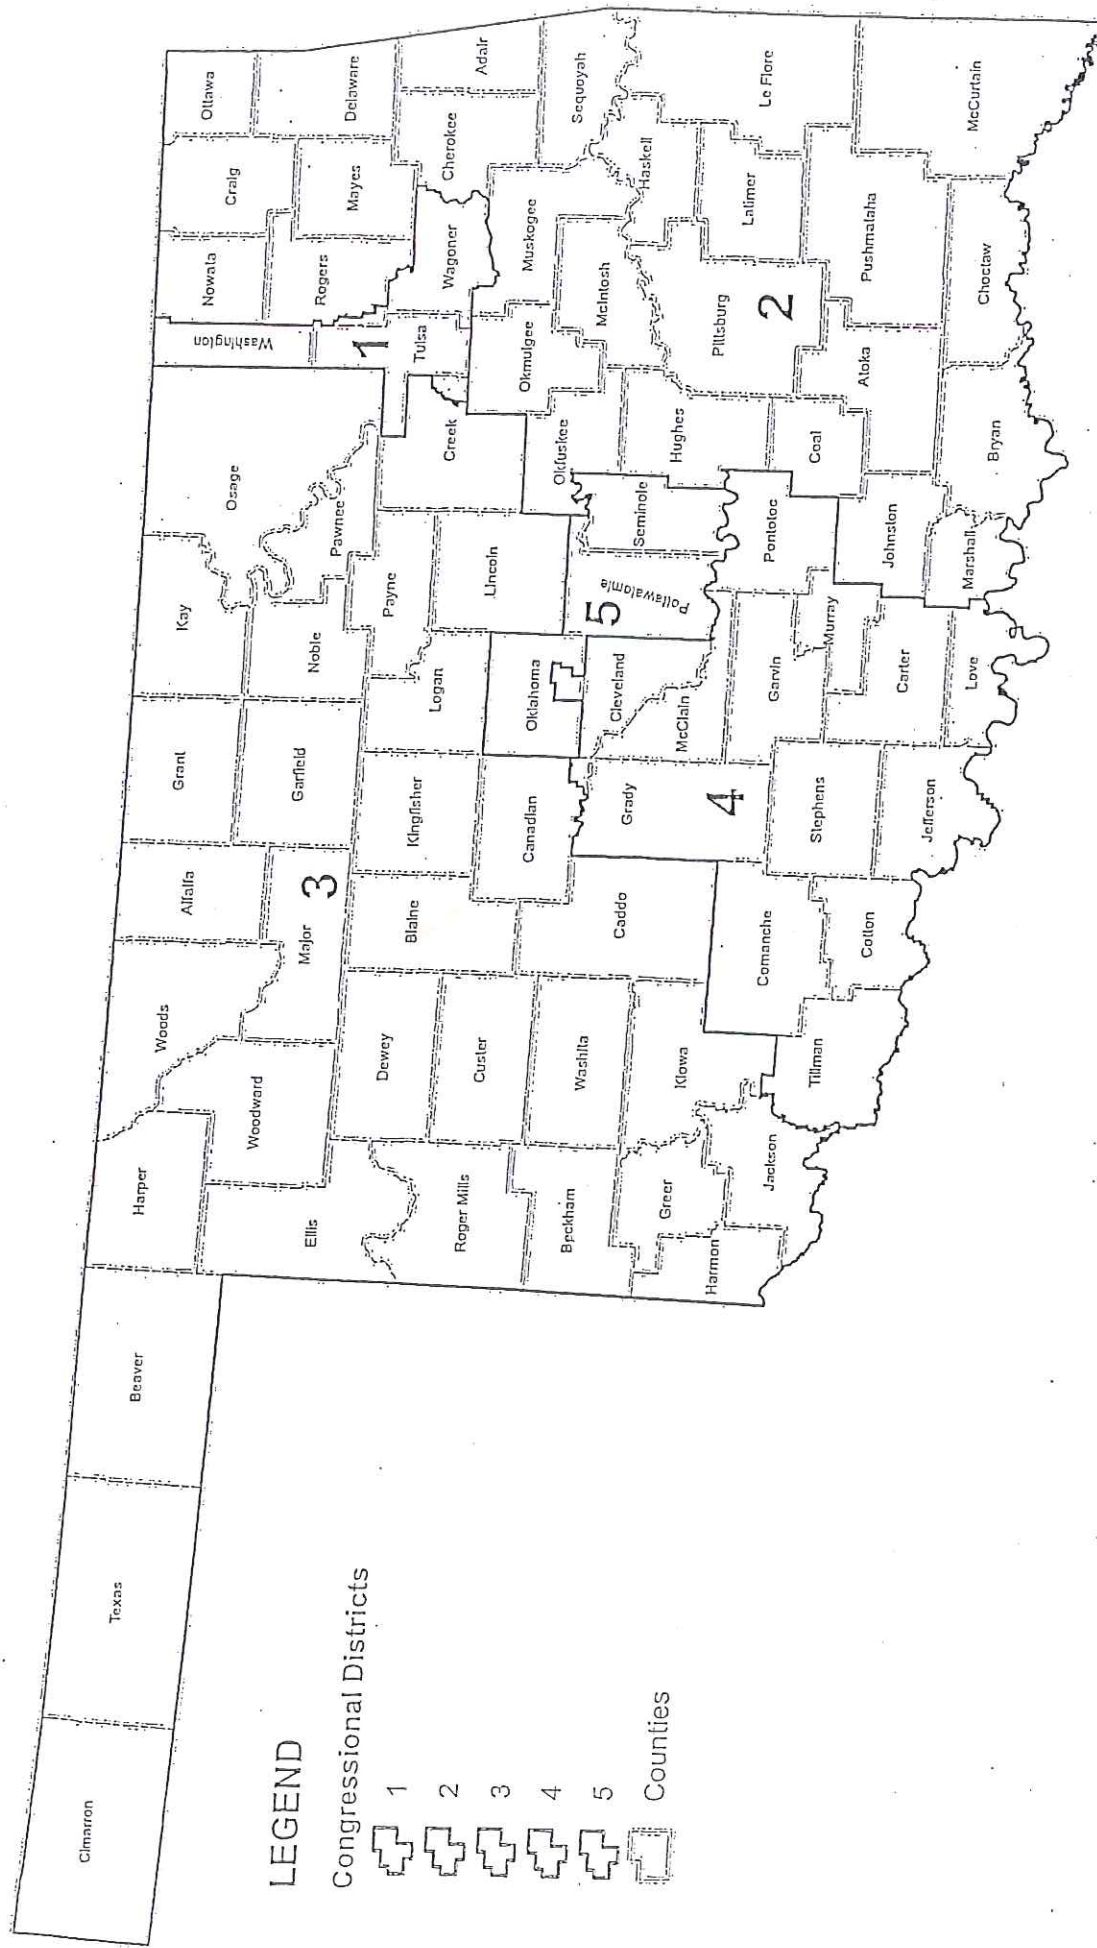 Cimarron
Texas
Beaver
Harper
Woods
Alfalfa
Grant
Kay
Osage
Washington
Nowata
Craig
Ottawa
Ellis
Woodward
Major
Garfield
Noble
Pawnee
Rogers
Mayes
Delaware
3
1
Roger Mills
Dewey
Blaine
Kingfisher
Logan
Payne
Creek
Tulsa
Wagoner
Cherokee
Adair
Custer
Canadian
Oklahoma
Lincoln
Okmulgee
Muskogee
Sequoyah
Beckham
Washita
Caddo
Grady
Cleveland
McClain
5
Pottawatomie
Seminole
Okfuskee
McIntosh
Haskell
Hughes
Pittsburg
2
Latimer
Le Flore
Greer
Kiowa
Harmon
Jackson
Comanche
4
Garvin
Pontotoc
Coal
Tillman
Cotton
Stephens
Murray
Johnston
Atoka
Pushmataha
McCurtain
Jefferson
Carter
Love
Marshall
Bryan
Choctaw
LEGEND
Congressional Districts
1
2
3
4
5
Counties